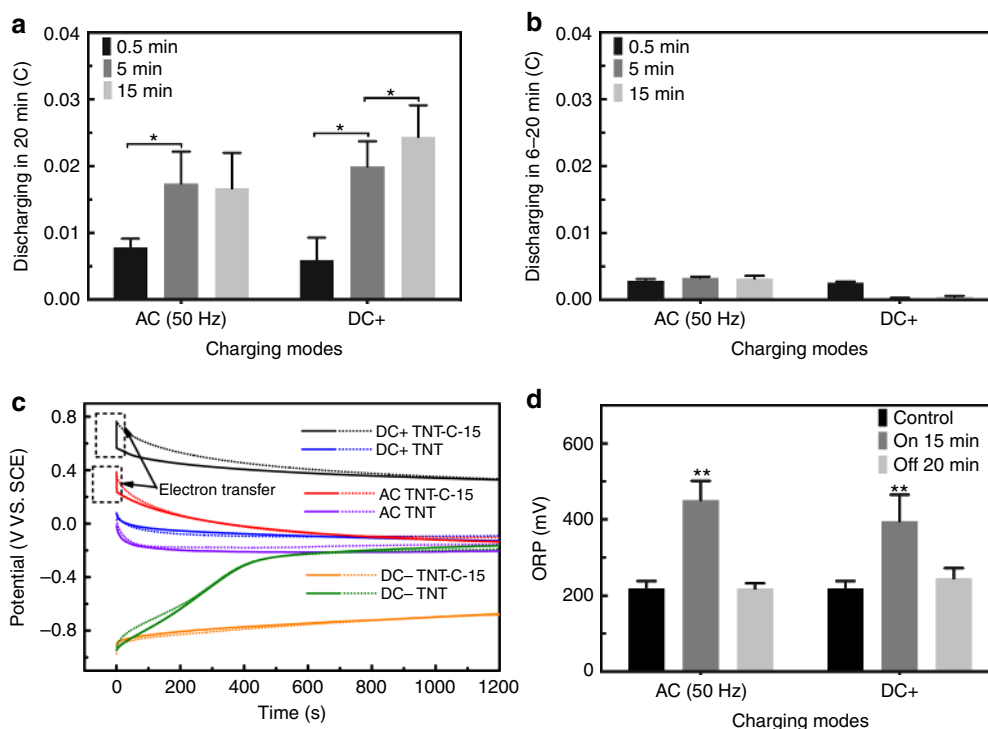 a
0.04
0.03
0.02
0.01
0.00
Discharging in 20 min (C)
0.5 min
5 min
15 min
*
*
*
AC (50 Hz)
DC+
Charging modes
b
0.04
0.03
0.02
0.01
0.00
Discharging in 6–20 min (C)
0.5 min
5 min
15 min
AC (50 Hz)
DC+
Charging modes
c
0.8
0.4
0.0
–0.4
–0.8
Potential (V VS. SCE)
DC+ TNT-C-15
DC+ TNT
Electron transfer
AC TNT-C-15
AC TNT
DC– TNT-C-15
DC– TNT
0
200
400
600
800
1000
1200
Time (s)
d
600
400
200
0
ORP (mV)
Control
On 15 min
Off 20 min
**
**
AC (50 Hz)
DC+
Charging modes